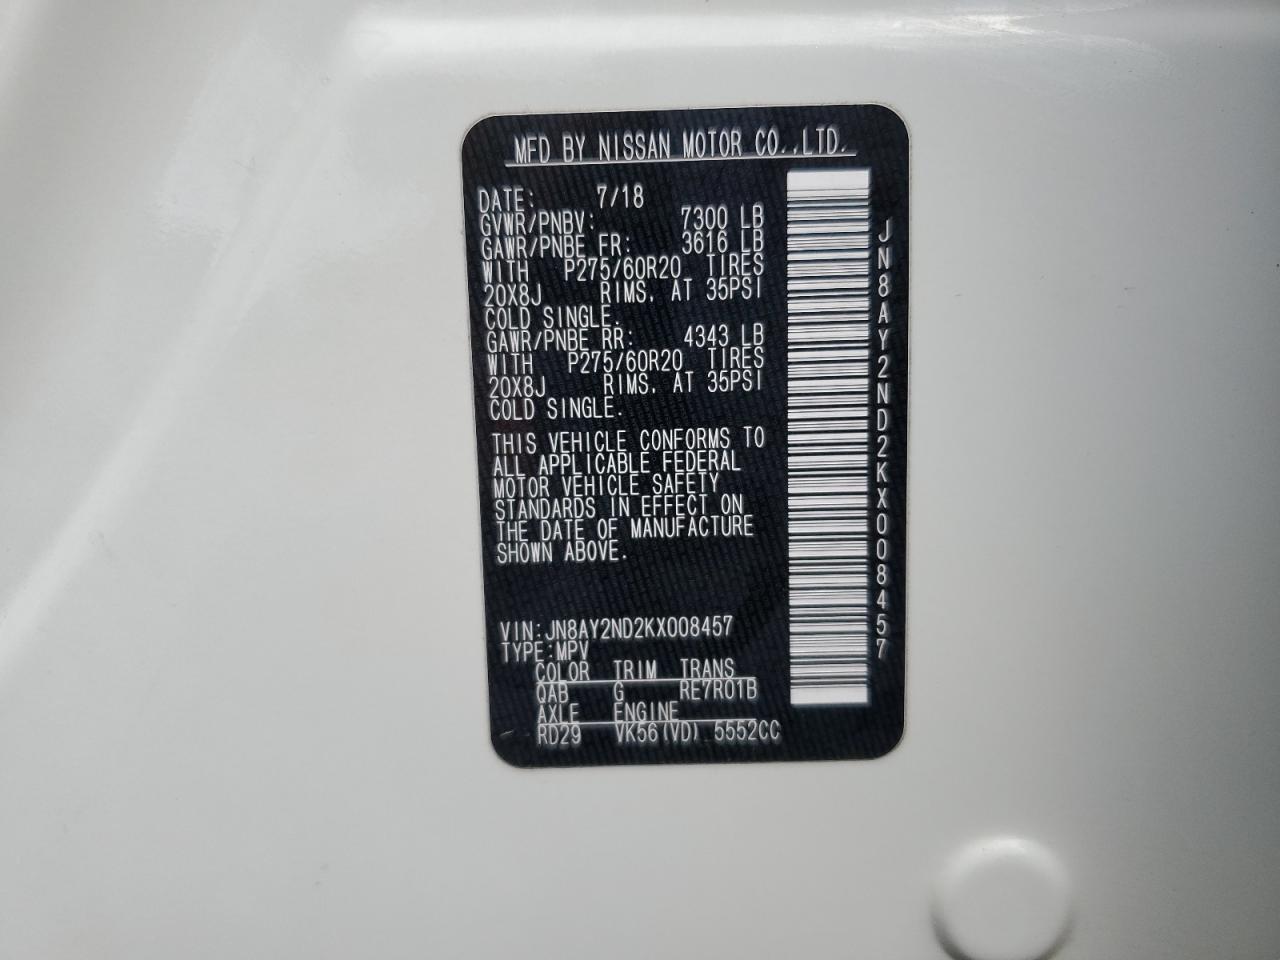 MFD BY NISSAN MOTOR CO.,LTD.
DATE: 7/18
GVWR/PNBV: 7300 LB
GAWR/PNBE FR: 3616 LB
WITH P275/60R20 TIRES
20X8J RIMS, AT 35PSI
COLD SINGLE.
GAWR/PNBE RR: 4343 LB
WITH P275/60R20 TIRES
20X8J RIMS, AT 35PSI
COLD SINGLE.
THIS VEHICLE CONFORMS TO
ALL APPLICABLE FEDERAL
MOTOR VEHICLE SAFETY
STANDARDS IN EFFECT ON
THE DATE OF MANUFACTURE
SHOWN ABOVE.
VIN:JN8AY2ND2KX008457
TYPE:MPV
COLOR TRIM TRANS
QAB G RE7R01B
AXLE ENGINE
RD29 VK56(VD) 5552CC
JN8AY2ND2KX008457